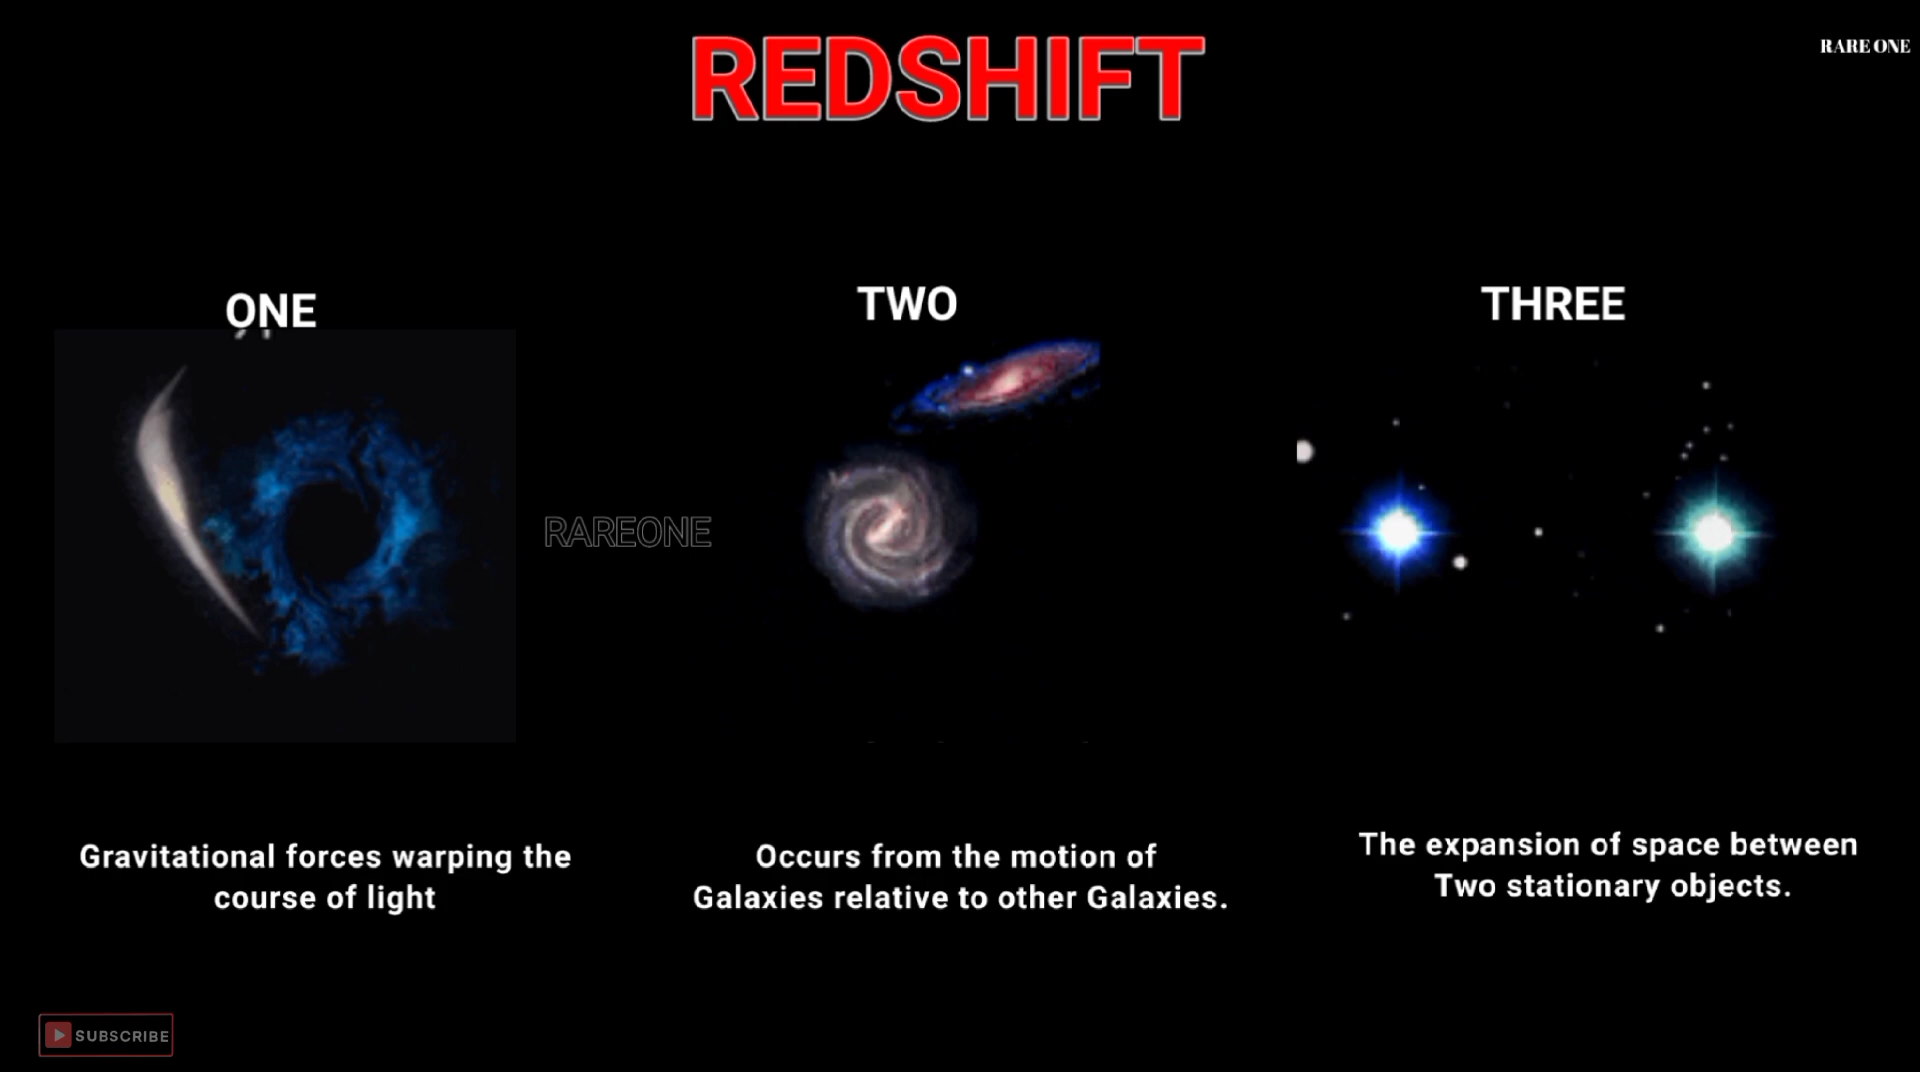 REDSHIFT
RARE ONE
ONE
TWO
THREE
RAREONE
Gravitational forces warping the
course of light
Occurs from the motion of
Galaxies relative to other Galaxies.
The expansion of space between
Two stationary objects.
SUBSCRIBE